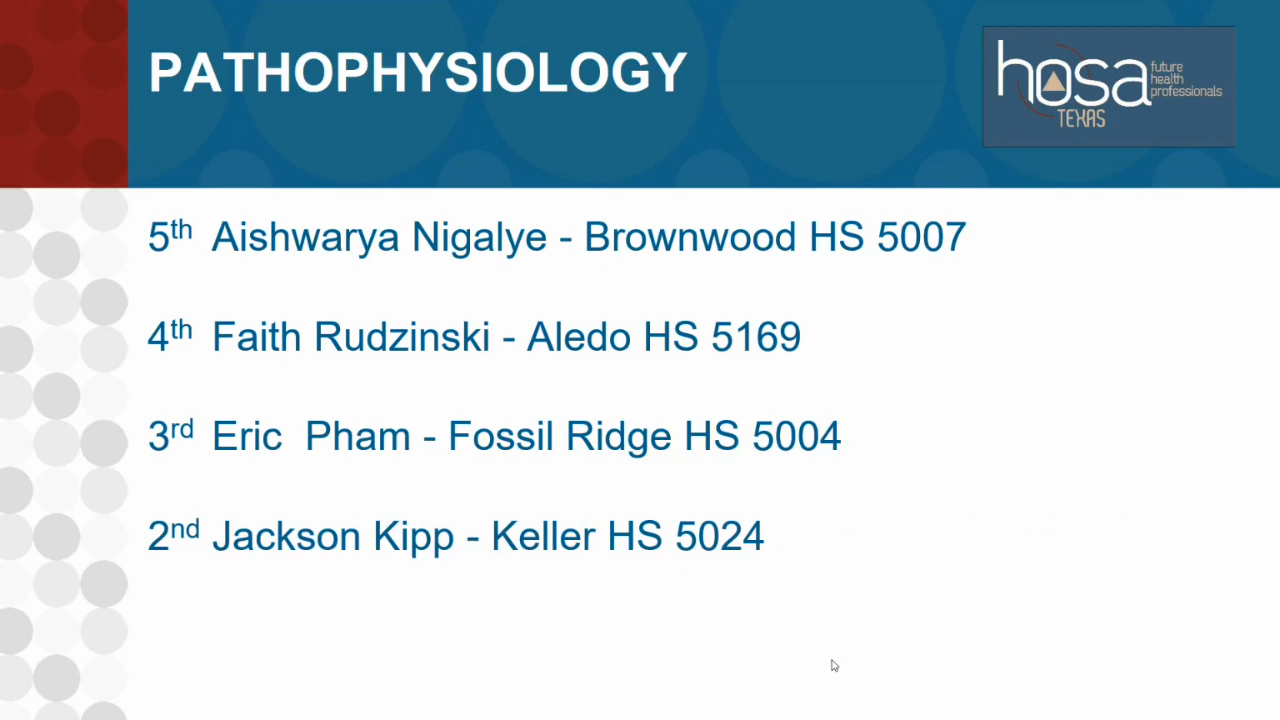 PATHOPHYSIOLOGY
hosa
future
health
professionals
TEXAS
5th Aishwarya Nigalye - Brownwood HS 5007
4th Faith Rudzinski - Aledo HS 5169
3rd Eric  Pham - Fossil Ridge HS 5004
2nd Jackson Kipp - Keller HS 5024